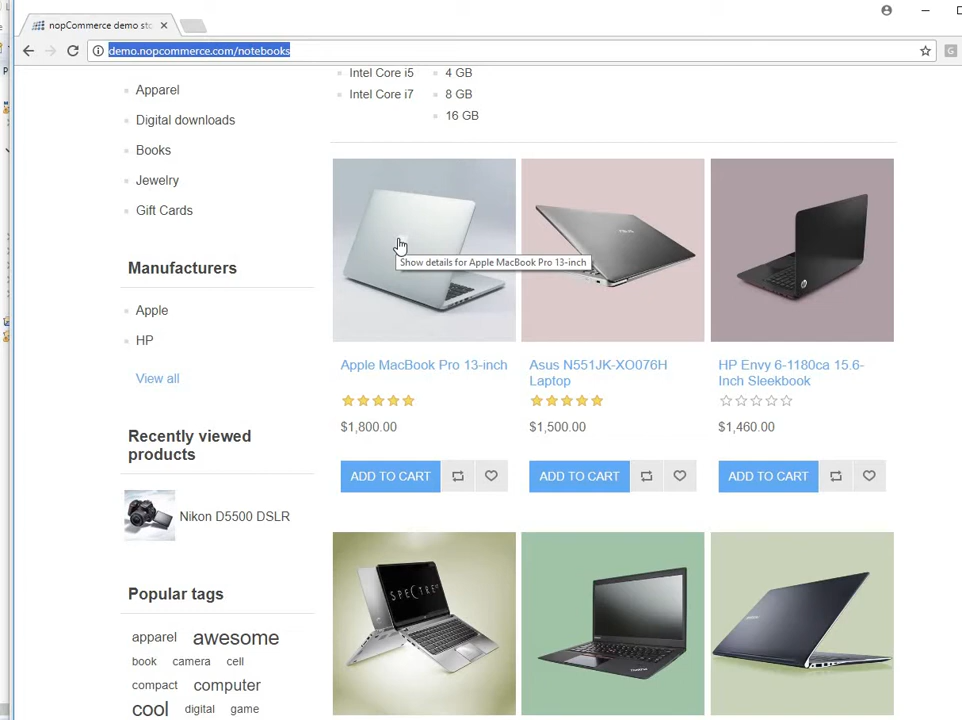 nopCommerce demo sto
demo.nopcommerce.com/notebooks
Apparel
Digital downloads
Books
Jewelry
Gift Cards
Manufacturers
Apple
HP
View all
Recently viewed
products
Nikon D5500 DSLR
Popular tags
apparel awesome
book camera cell
compact computer
cool digital game
Intel Core i5
Intel Core i7
4 GB
8 GB
16 GB
Show details for Apple MacBook Pro 13-inch
Apple MacBook Pro 13-inch
$1,800.00
ADD TO CART
Asus N551JK-XO076H
Laptop
$1,500.00
ADD TO CART
HP Envy 6-1180ca 15.6-
Inch Sleekbook
$1,460.00
ADD TO CART
SPECTRE